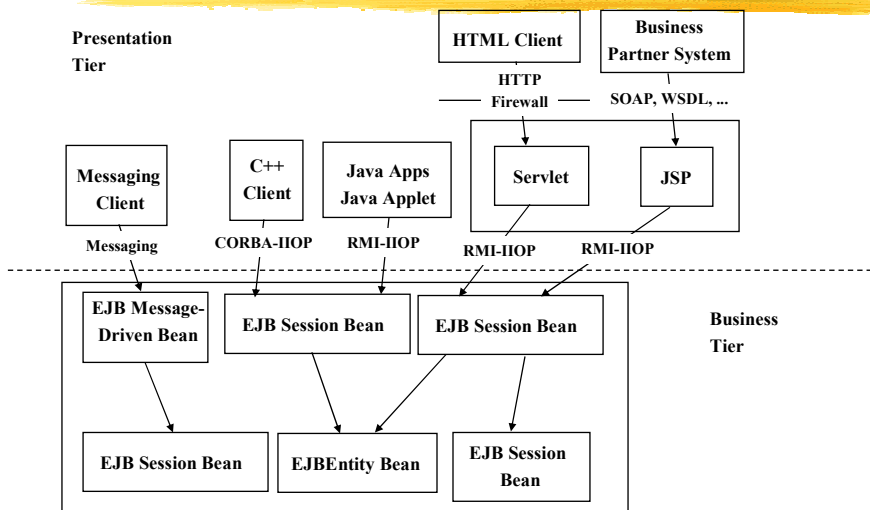 Presentation
Tier
HTML Client
Business
Partner System
HTTP
Firewall
SOAP, WSDL, ...
Messaging
Client
C++
Client
Java Apps
Java Applet
Servlet
JSP
Messaging
CORBA-IIOP
RMI-IIOP
RMI-IIOP
RMI-IIOP
EJB Message-
Driven Bean
EJB Session Bean
EJB Session Bean
Business
Tier
EJB Session Bean
EJBEntity Bean
EJB Session
Bean